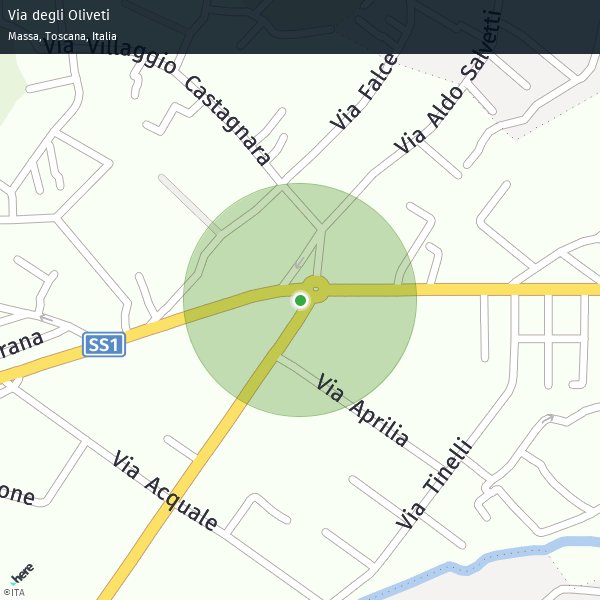 Via degli Oliveti
Massa, Toscana, Italia
Via Villaggio Castagnara
Via Falce
Via Aldo Salvetti
SS1
rana
Via Aprilia
Via Tinelli
Via Acquale
one
here
©ITA